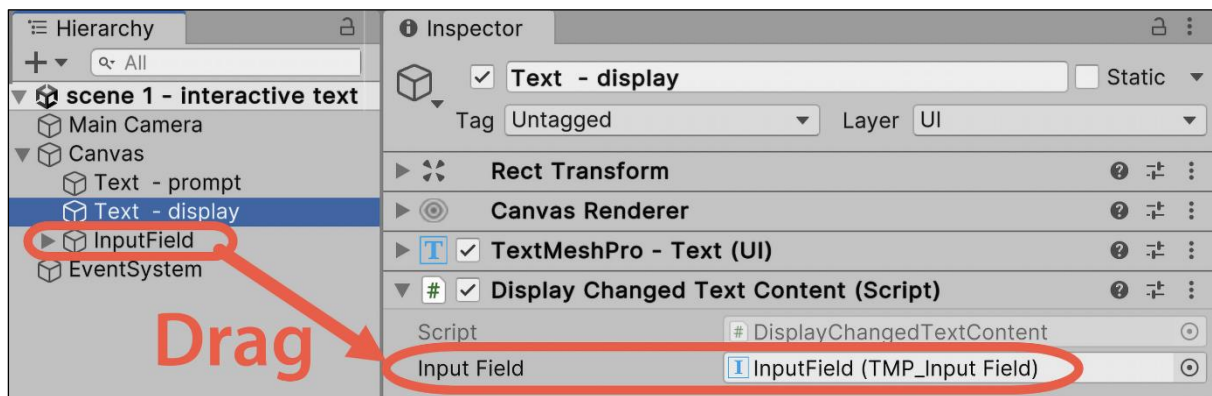 Hierarchy
All
scene 1 - interactive text
Main Camera
Canvas
Text - prompt
Text - display
InputField
EventSystem
Drag
Inspector
Text - display
Static
Tag Untagged Layer UI
Rect Transform
Canvas Renderer
T TextMeshPro - Text (UI)
# Display Changed Text Content (Script)
Script # DisplayChangedTextContent
Input Field I InputField (TMP_Input Field)